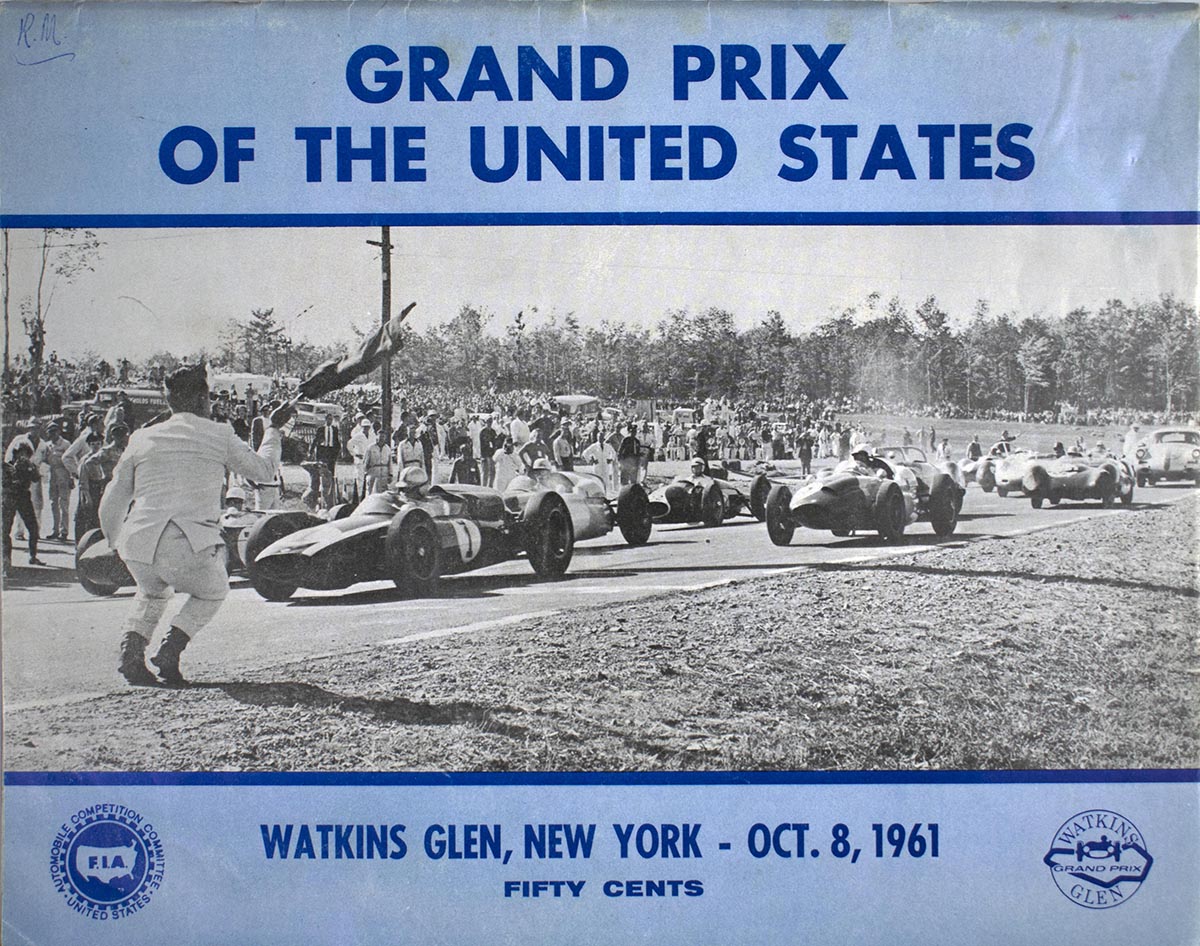 R.M.
GRAND PRIX
OF THE UNITED STATES
1
AUTOMOBILE COMPETITION COMMITTEE
F.I.A.
• UNITED STATES •
WATKINS GLEN, NEW YORK - OCT. 8, 1961
FIFTY CENTS
WATKINS
GRAND PRIX
GLEN